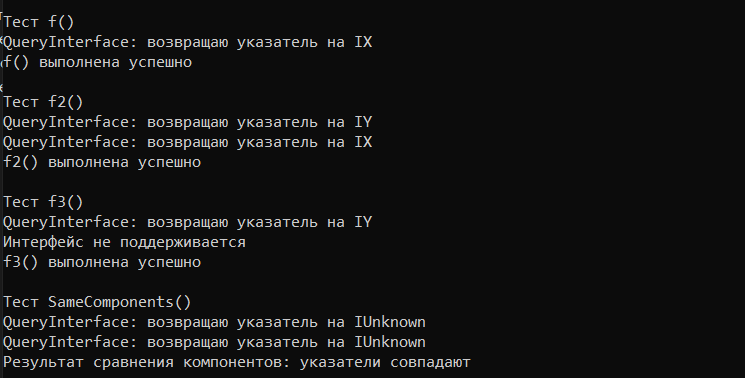 Тест f()
QueryInterface: возвращаю указатель на IX
f() выполнена успешно
Тест f2()
QueryInterface: возвращаю указатель на IY
QueryInterface: возвращаю указатель на IX
f2() выполнена успешно
Тест f3()
QueryInterface: возвращаю указатель на IY
Интерфейс не поддерживается
f3() выполнена успешно
Тест SameComponents()
QueryInterface: возвращаю указатель на IUnknown
QueryInterface: возвращаю указатель на IUnknown
Результат сравнения компонентов: указатели совпадают